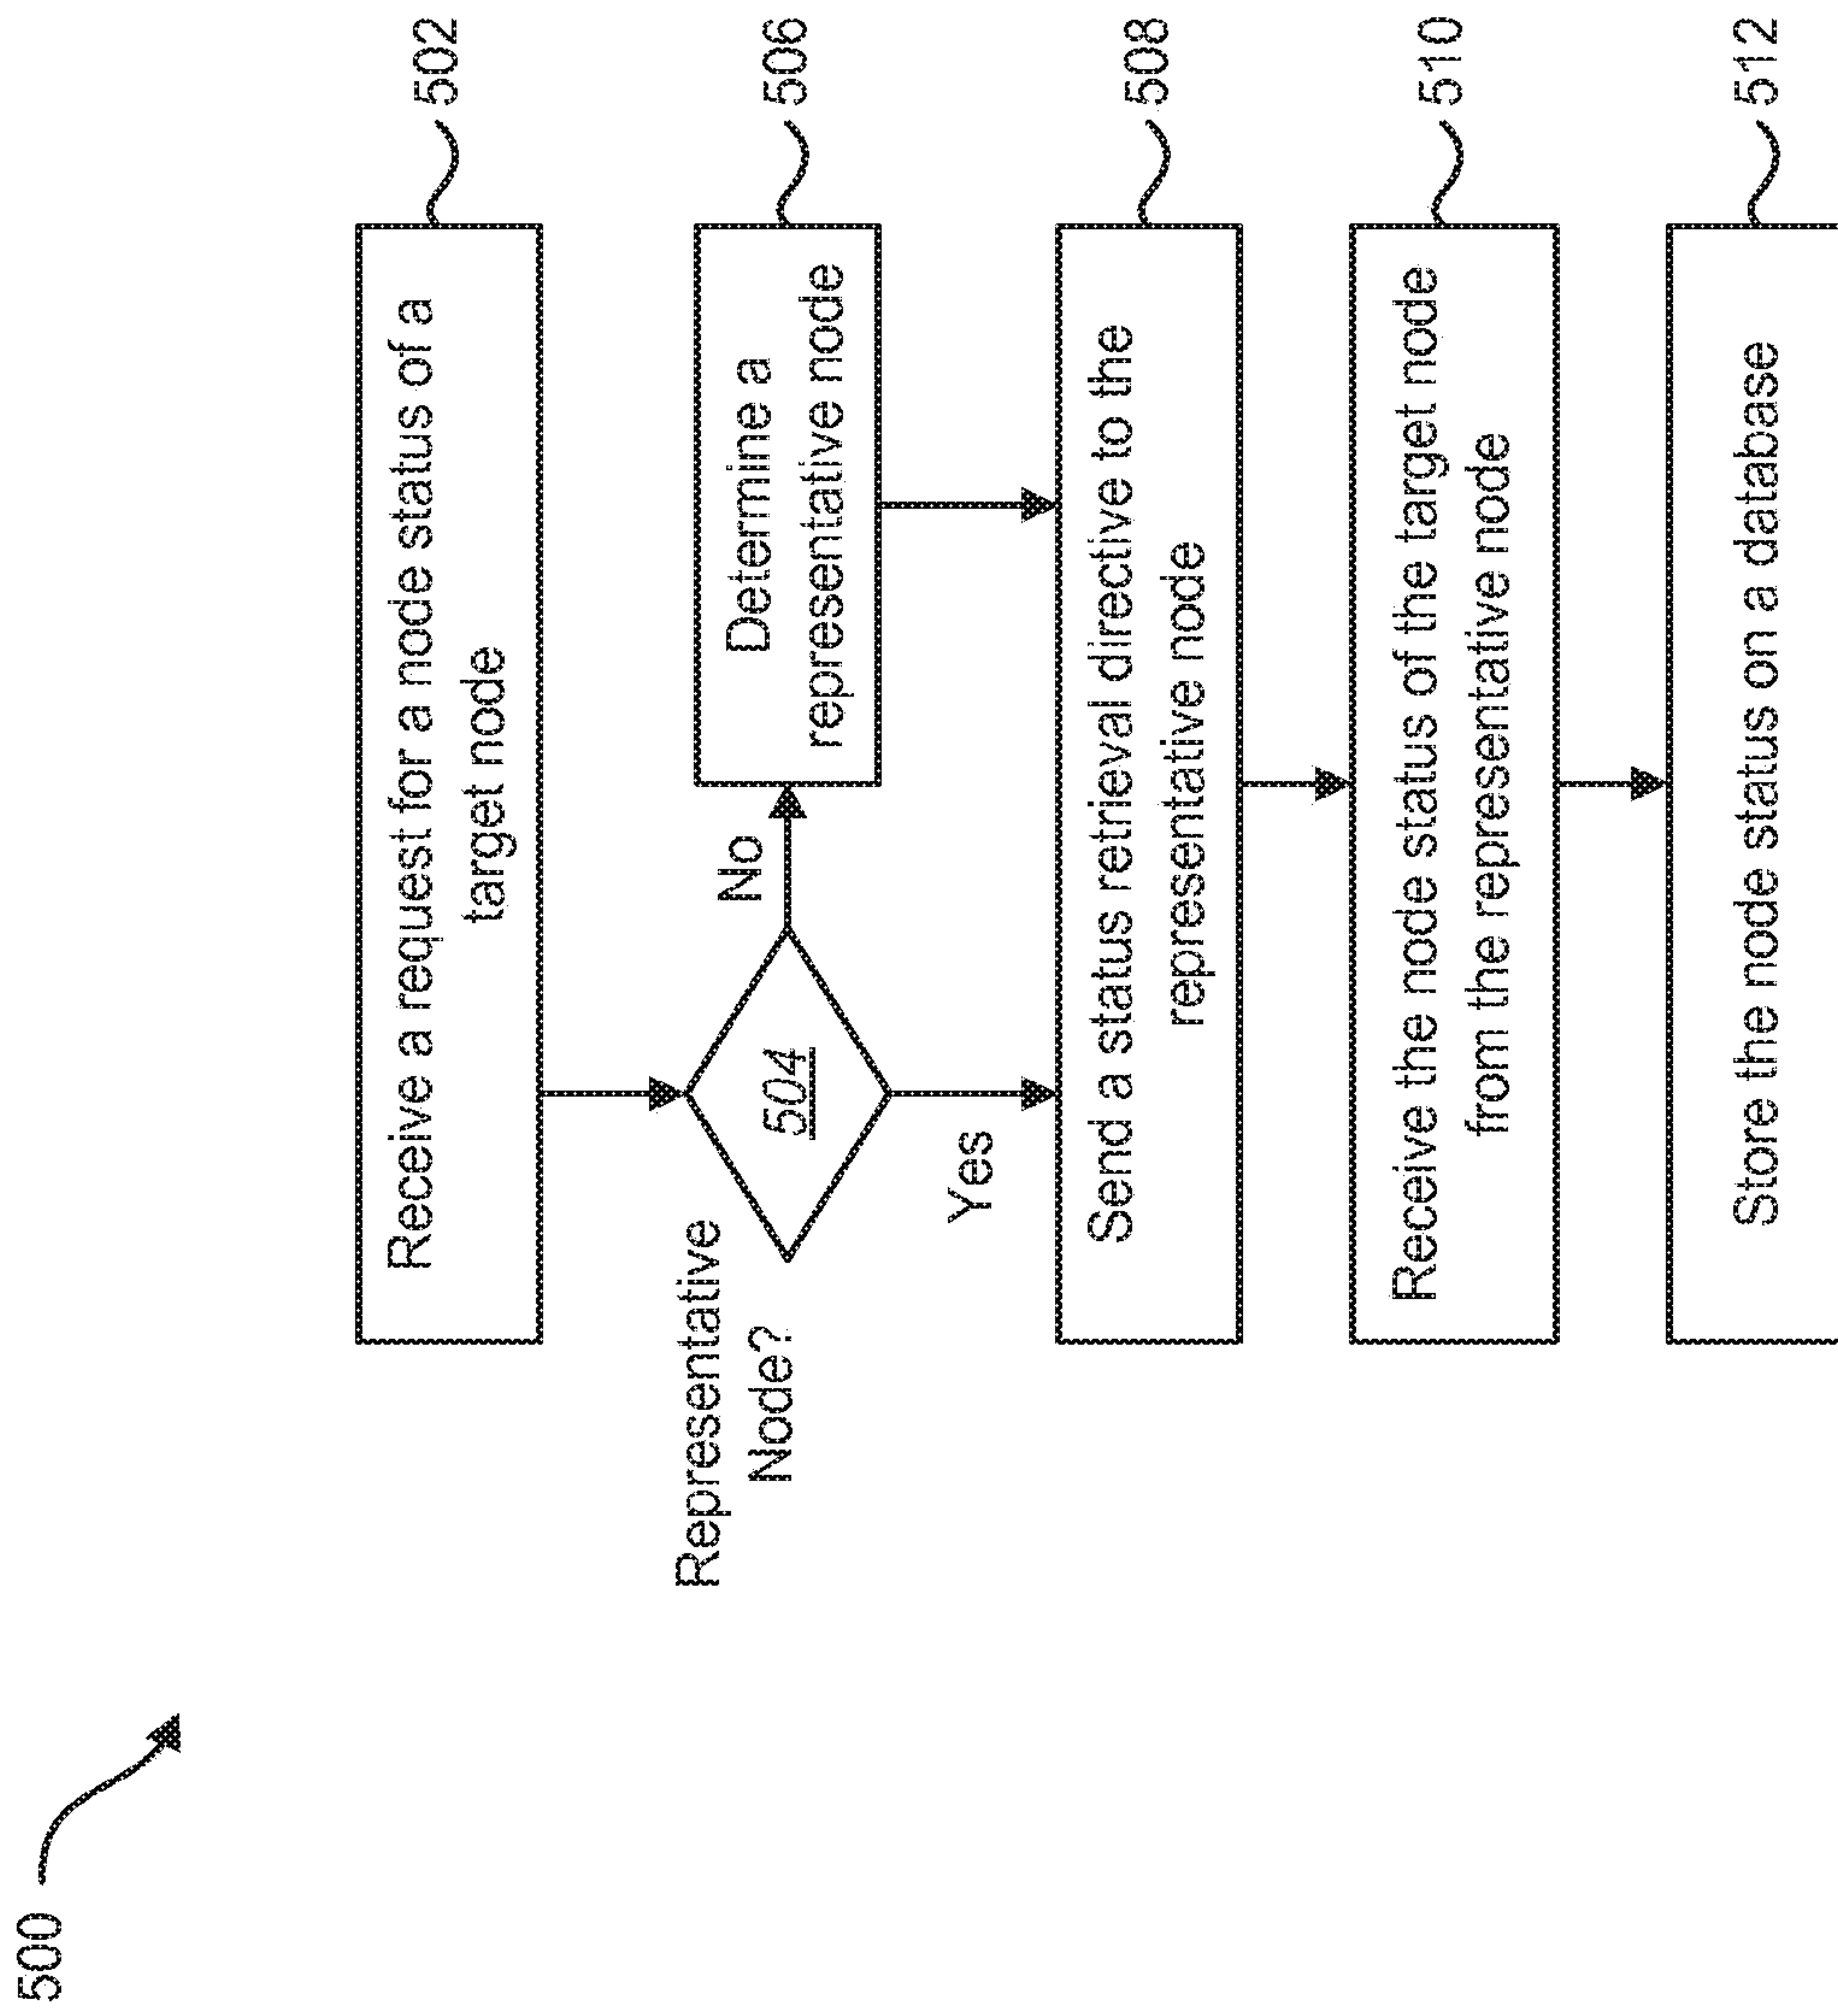 500
Receive a request for a node status of a
target node
502
Representative
Node?
504
No
Determine a
representative node
506
Yes
Send a status retrieval directive to the
representative node
508
Receive the node status of the target node
from the representative node
510
Store the node status on a database
512